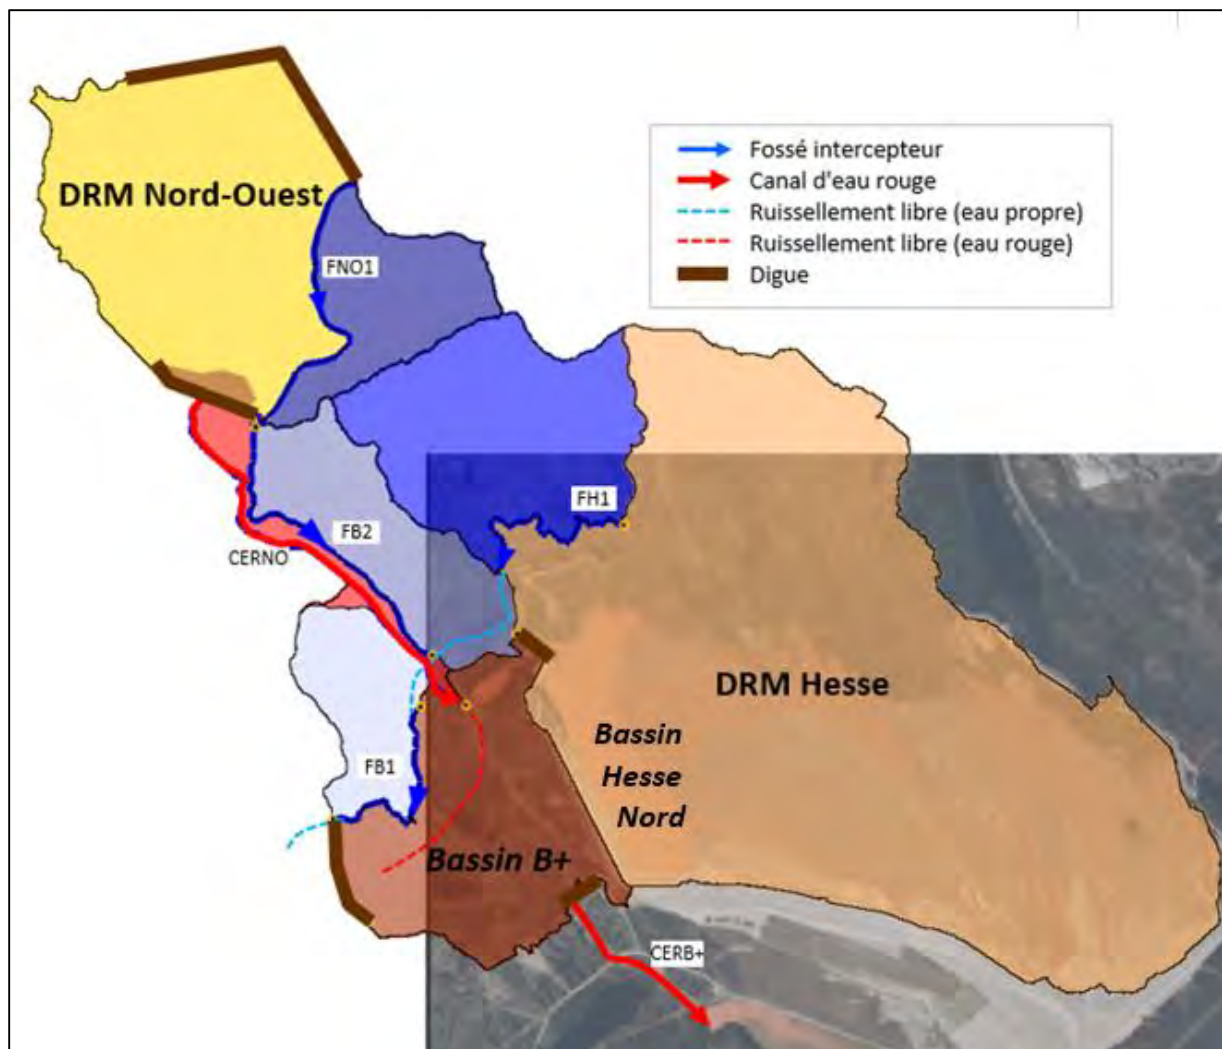 Fossé intercepteur
Canal d'eau rouge
Ruissellement libre (eau propre)
Ruissellement libre (eau rouge)
Digue
DRM Nord-Ouest
FNO1
FH1
FB2
CERNO
DRM Hesse
Bassin
Hesse
Nord
FB1
Bassin B+
CERB+